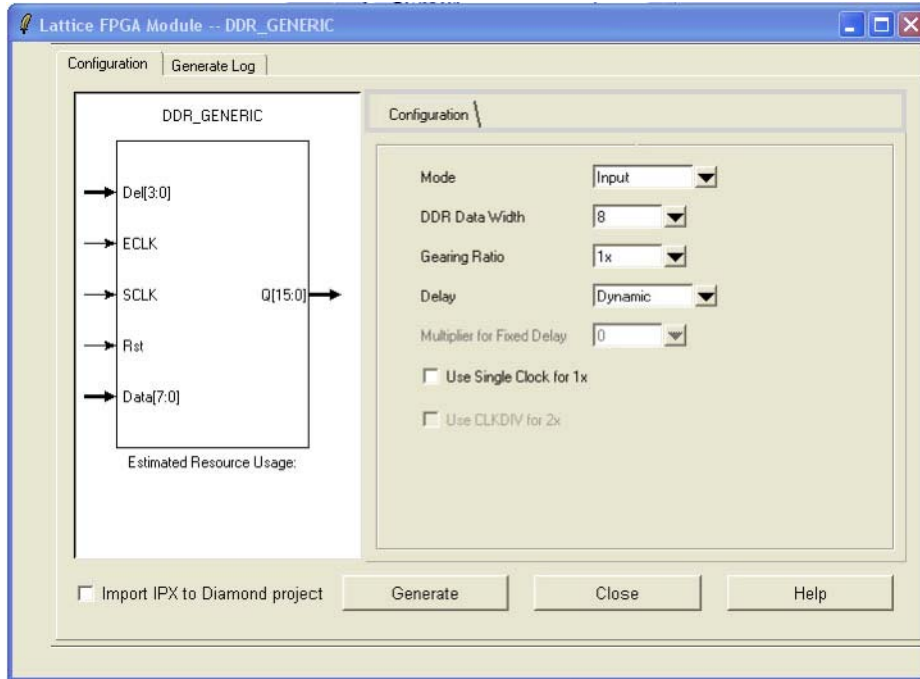 Lattice FPGA Module -- DDR_GENERIC
Configuration
Generate Log
DDR_GENERIC
Del[3:0]
ECLK
SCLK
Q[15:0]
Rst
Data[7:0]
Estimated Resource Usage:
Configuration
Mode
Input
DDR Data Width
8
Gearing Ratio
1x
Delay
Dynamic
Multiplier for Fixed Delay
0
Use Single Clock for 1x
Use CLKDIV for 2x
Import IPX to Diamond project
Generate
Close
Help